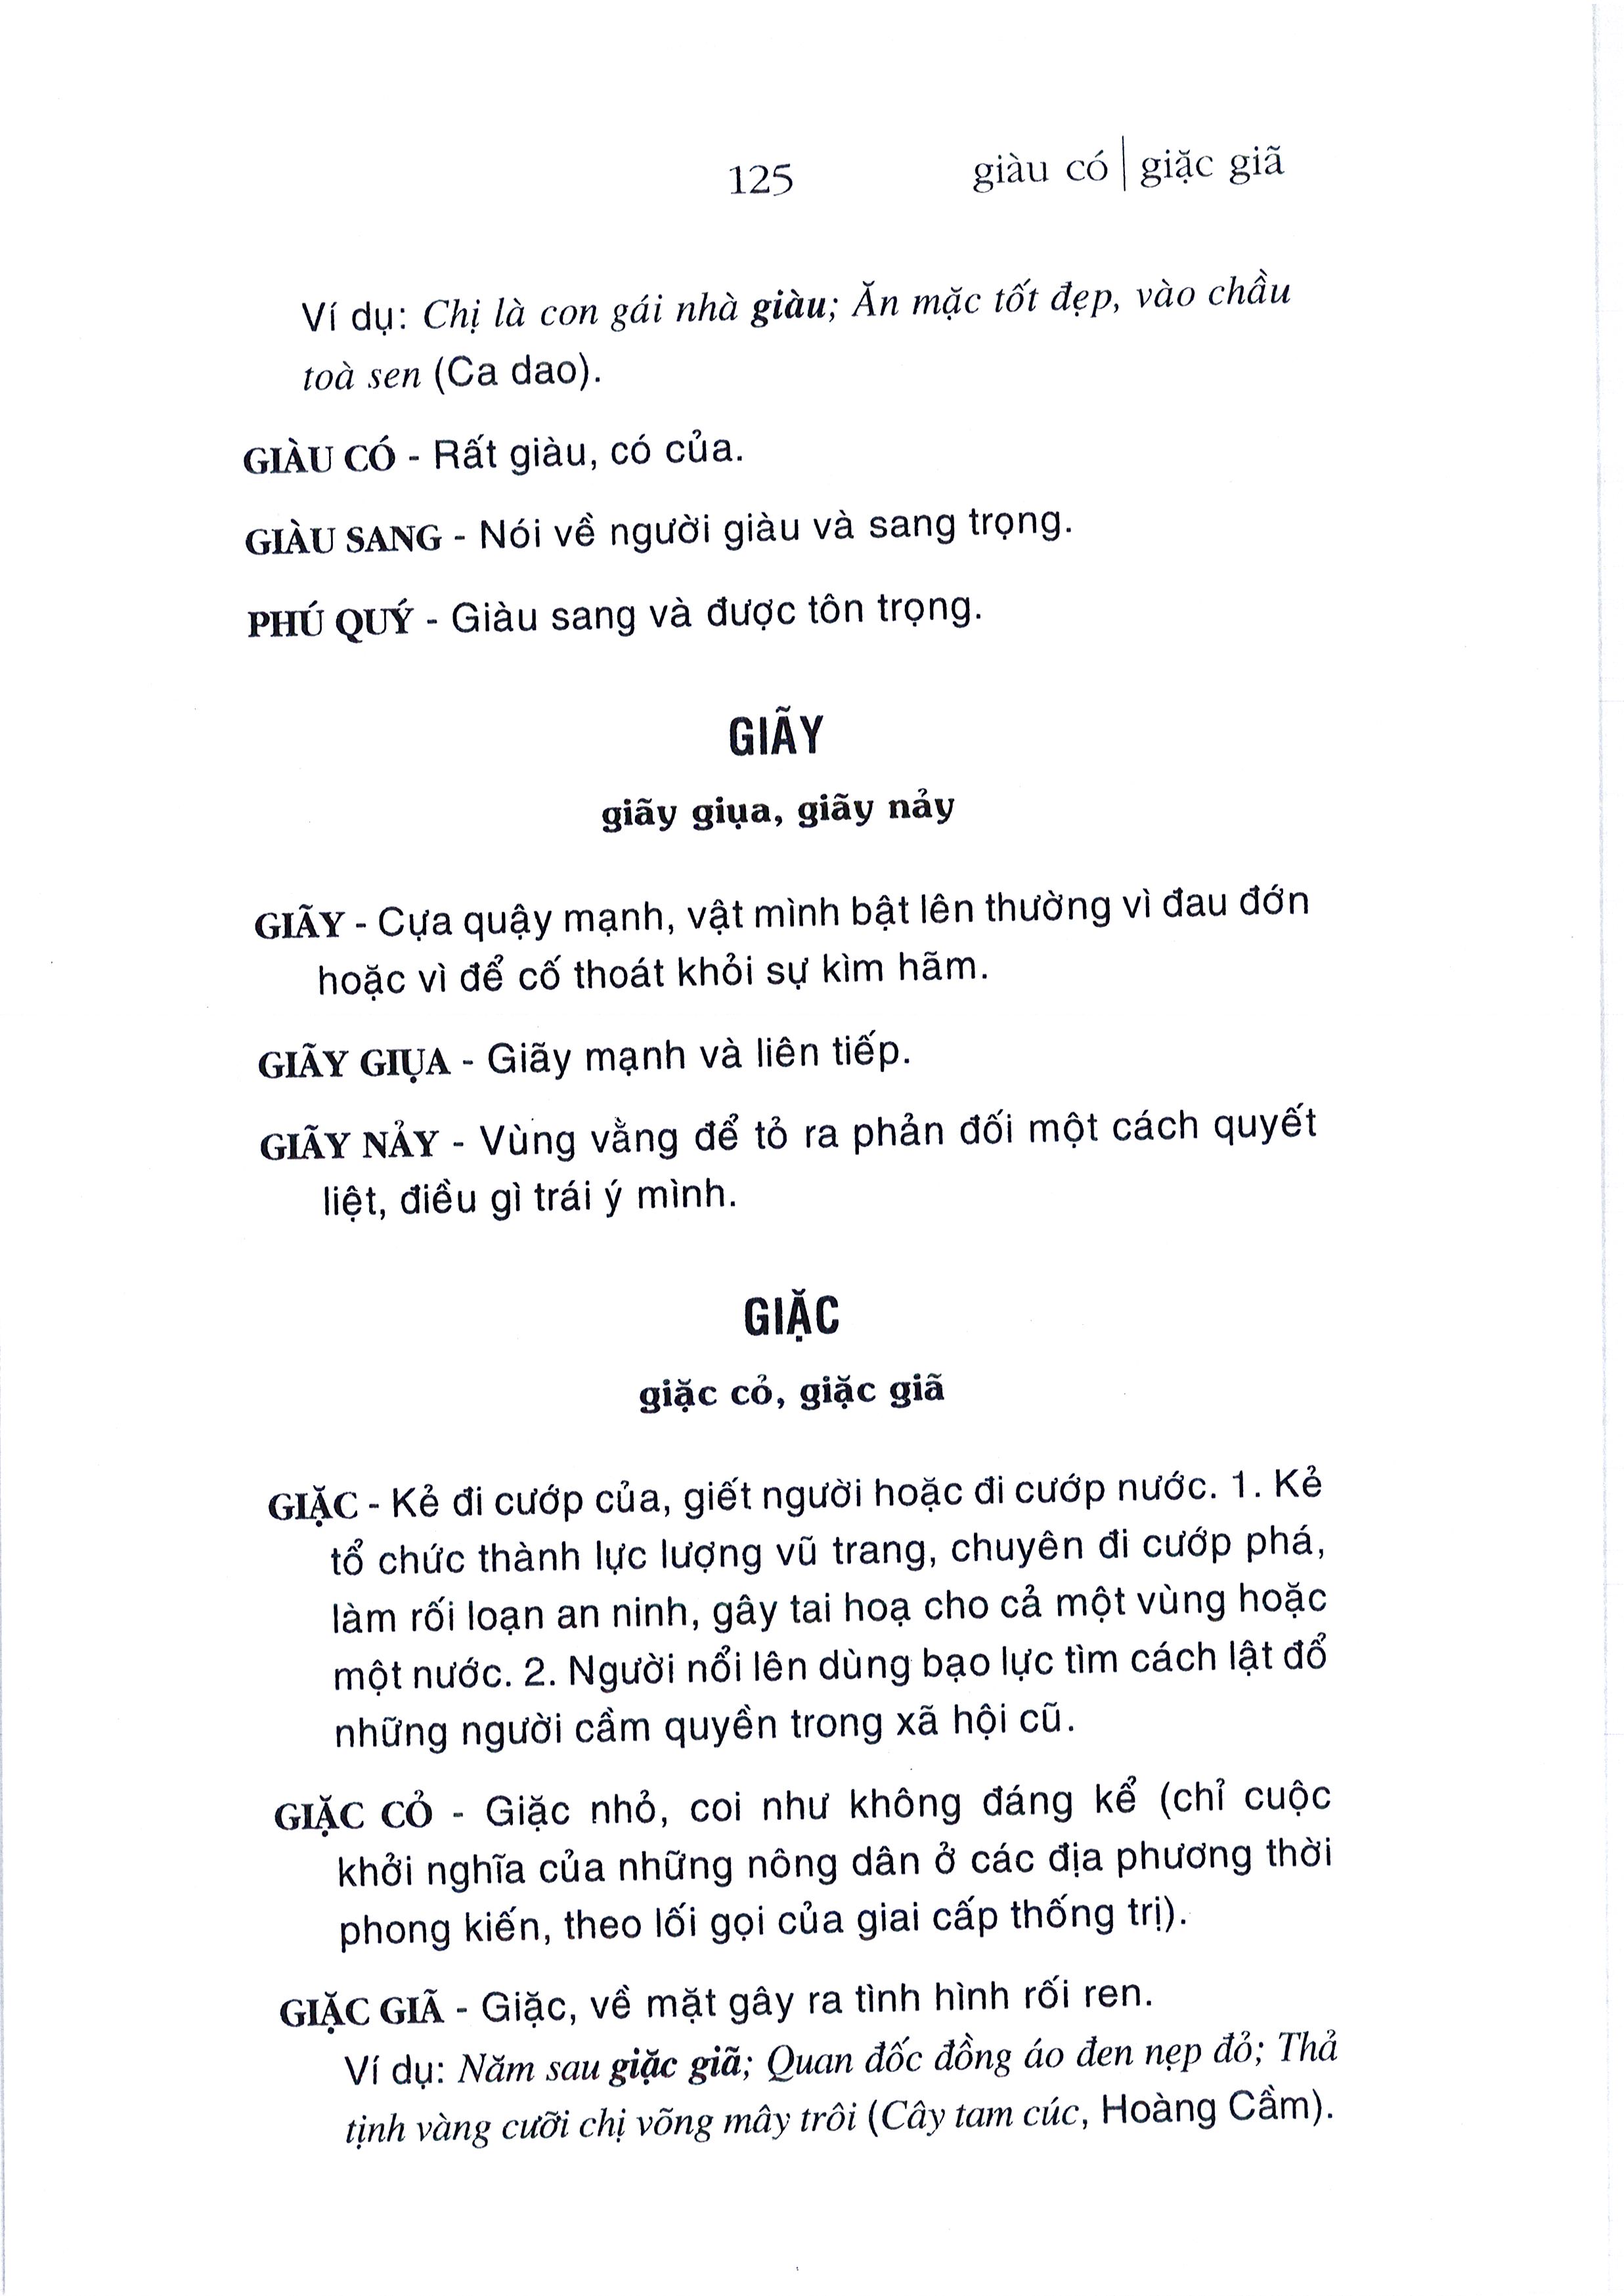 125 giàu có | giặc giã
Ví dụ: Chị là con gái nhà giàu; Ăn mặc tốt đẹp, vào chầu
toà sen (Ca dao).
GIÀU CÓ - Rất giàu, có của.
GIÀU SANG - Nói về người giàu và sang trọng.
PHÚ QUÝ - Giàu sang và được tôn trọng.
GIÃY
giãy giụa, giãy nảy
GIÃY - Cựa quậy mạnh, vật mình bật lên thường vì đau đớn
hoặc vì để cố thoát khỏi sự kìm hãm.
GIÃY GIỤA - Giãy mạnh và liên tiếp.
GIÃY NẢY - Vùng vằng để tỏ ra phản đối một cách quyết
liệt, điều gì trái ý mình.
GIẶC
giặc cỏ, giặc giã
GIẶC - Kẻ đi cướp của, giết người hoặc đi cướp nước. 1. Kẻ
tổ chức thành lực lượng vũ trang, chuyên đi cướp phá,
làm rối loạn an ninh, gây tai hoạ cho cả một vùng hoặc
một nước. 2. Người nổi lên dùng bạo lực tìm cách lật đổ
những người cầm quyền trong xã hội cũ.
GIẶC CỎ - Giặc nhỏ, coi như không đáng kể (chỉ cuộc
khởi nghĩa của những nông dân ở các địa phương thời
phong kiến, theo lối gọi của giai cấp thống trị).
GIẶC GIÃ - Giặc, về mặt gây ra tình hình rối ren.
Ví dụ: Năm sau giặc giã; Quan đốc đồng áo đen nẹp đỏ; Thả
tịnh vàng cưỡi chị võng mây trôi (Cây tam cúc, Hoàng Cầm).